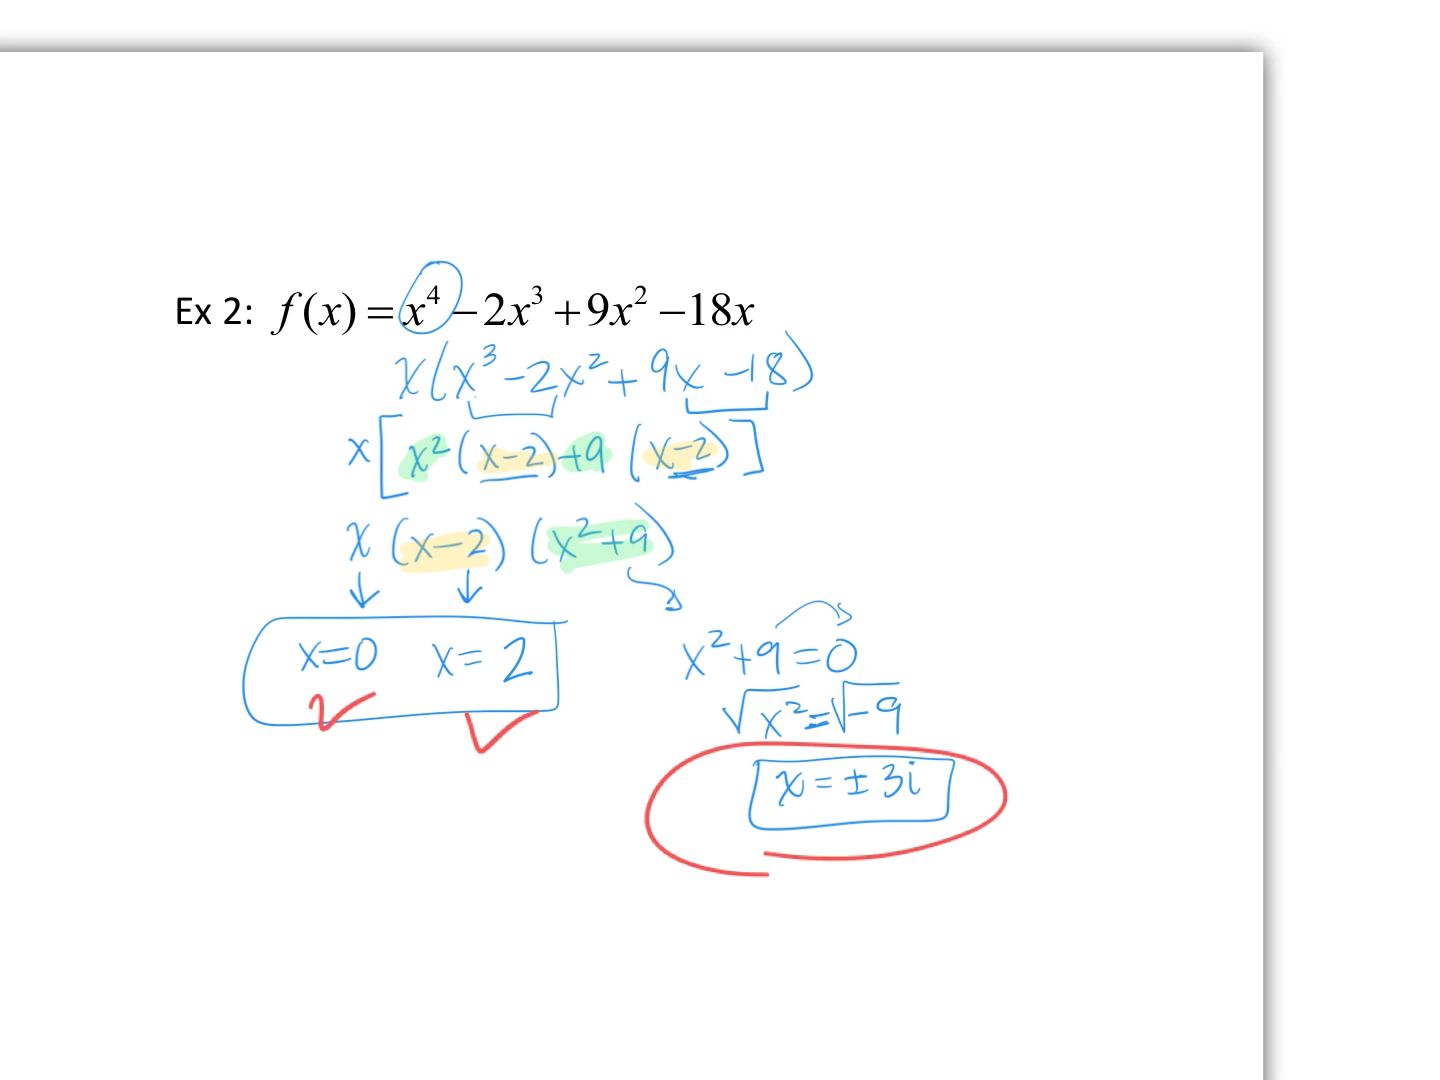 Ex 2: f(x) = x⁴ − 2x³ + 9x² − 18x
x(x³ − 2x² + 9x − 18)
x[x²(x−2)+9(x−2)]
x(x−2)(x²+9)
x=0 x=2
x²+9=0
√x²=√−9
x=±3i